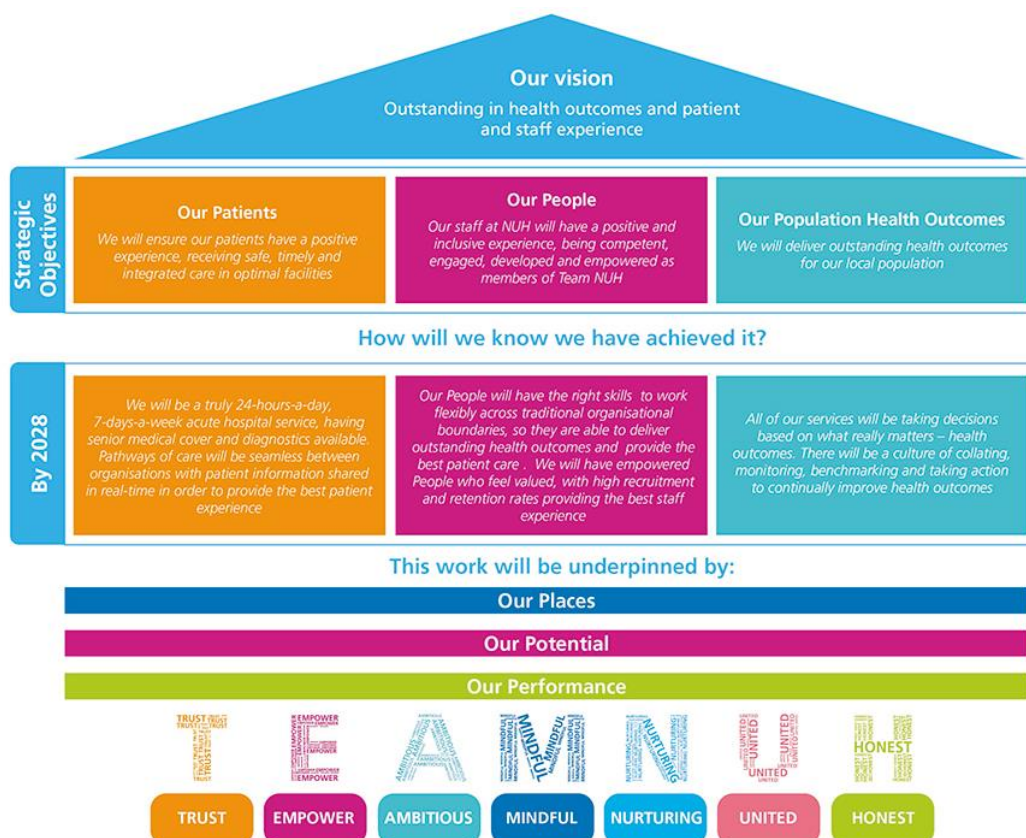 Our vision
Outstanding in health outcomes and patient
and staff experience
Strategic
Objectives
Our Patients
We will ensure our patients have a positive
experience, receiving safe, timely and
integrated care in optimal facilities
Our People
Our staff at NUH will have a positive and
inclusive experience, being competent,
engaged, developed and empowered as
members of Team NUH
Our Population Health Outcomes
We will deliver outstanding health outcomes
for our local population
How will we know we have achieved it?
By 2028
We will be a truly 24-hours-a-day,
7-days-a-week acute hospital service, having
senior medical cover and diagnostics available.
Pathways of care will be seamless between
organisations with patient information shared
in real-time in order to provide the best patient
experience
Our People will have the right skills to work
flexibly across traditional organisational
boundaries, so they are able to deliver
outstanding health outcomes and provide the
best patient care . We will have empowered
People who feel valued, with high recruitment
and retention rates providing the best staff
experience
All of our services will be taking decisions
based on what really matters – health
outcomes. There will be a culture of collating,
monitoring, benchmarking and taking action
to continually improve health outcomes
This work will be underpinned by:
Our Places
Our Potential
Our Performance
T E A M N U H
TRUST EMPOWER AMBITIOUS MINDFUL NURTURING UNITED HONEST